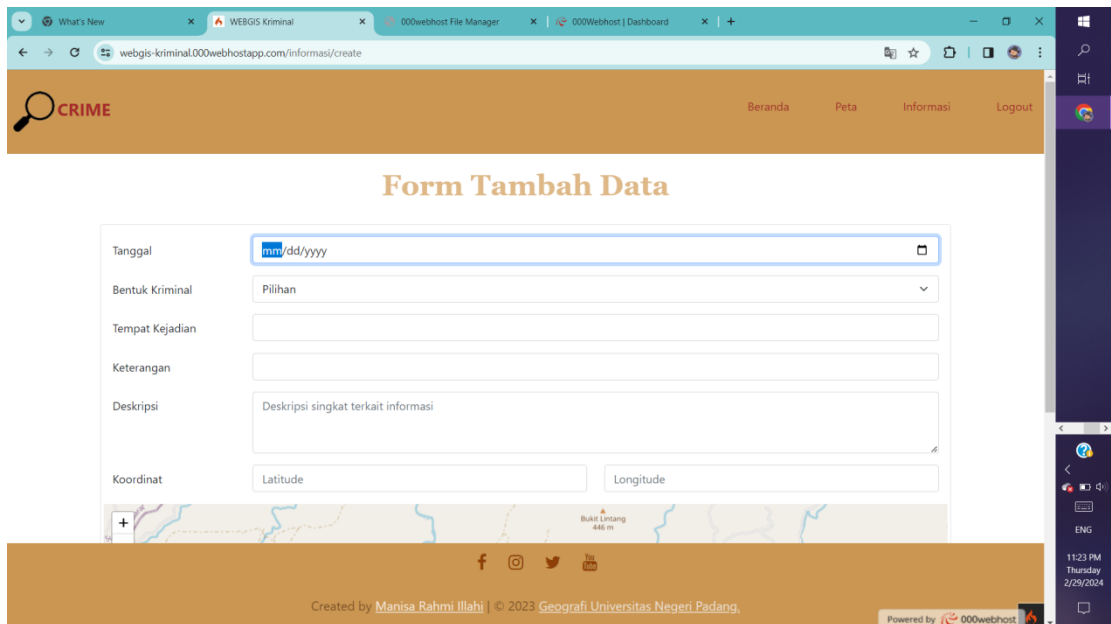 What's New
WEBGIS Kriminal
000webhost File Manager
000Webhost | Dashboard
webgis-kriminal.000webhostapp.com/informasi/create
CRIME
Beranda Peta Informasi Logout
Form Tambah Data
Tanggal mm/dd/yyyy
Bentuk Kriminal Pilihan
Tempat Kejadian
Keterangan
Deskripsi Deskripsi singkat terkait informasi
Koordinat Latitude Longitude
+
Bukit Lintang
446 m
You
Tube
Created by Manisa Rahmi Illahi | © 2023 Geografi Universitas Negeri Padang.
Powered by 000webhost
ENG
11:23 PM
Thursday
2/29/2024